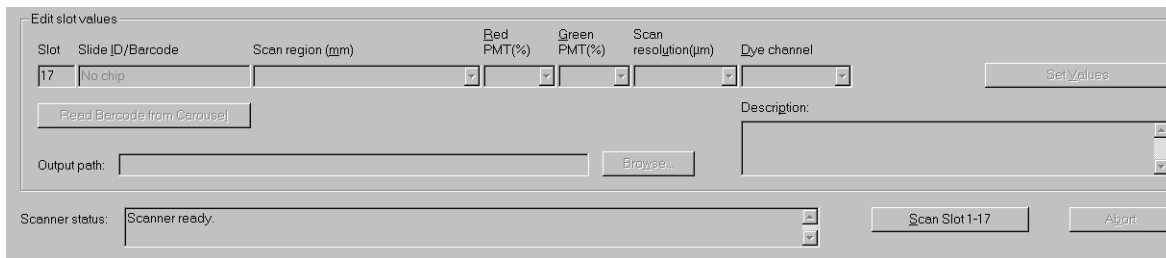 Edit slot values
Slot Slide ID/Barcode Scan region (mm) Red PMT(%) Green PMT(%) Scan resolution(µm) Dye channel
17 No chip Set Values
Read Barcode from Carousel Description:
Output path: Browse...
Scanner status: Scanner ready. Scan Slot 1-17 Abort